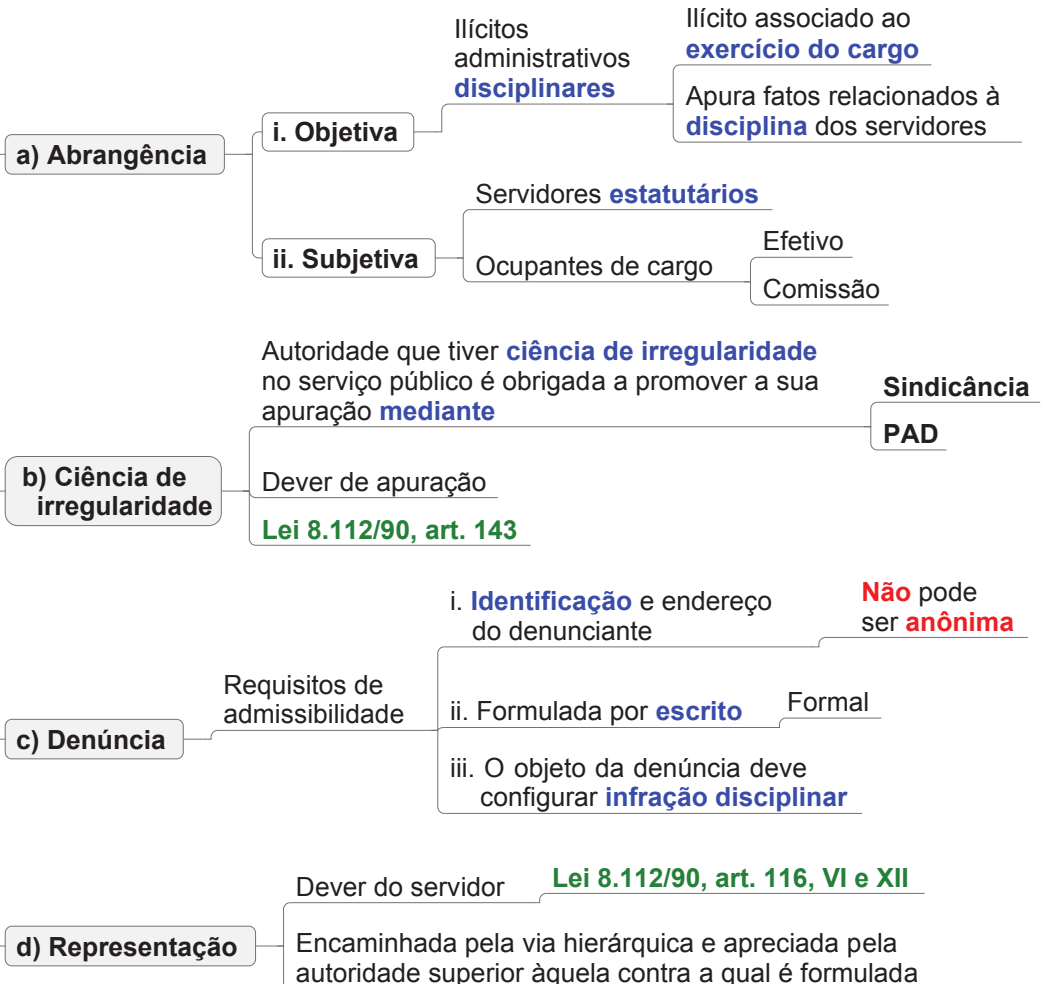 a) Abrangência
i. Objetiva
Ilícitos
administrativos
disciplinares
Ilícito associado ao
exercício do cargo
Apura fatos relacionados à
disciplina dos servidores
ii. Subjetiva
Servidores estatutários
Ocupantes de cargo
Efetivo
Comissão
b) Ciência de
irregularidade
Autoridade que tiver ciência de irregularidade
no serviço público é obrigada a promover a sua
apuração mediante
Sindicância
PAD
Dever de apuração
Lei 8.112/90, art. 143
c) Denúncia
Requisitos de
admissibilidade
i. Identificação e endereço
do denunciante
Não pode
ser anônima
ii. Formulada por escrito
Formal
iii. O objeto da denúncia deve
configurar infração disciplinar
d) Representação
Dever do servidor
Lei 8.112/90, art. 116, VI e XII
Encaminhada pela via hierárquica e apreciada pela
autoridade superior àquela contra a qual é formulada